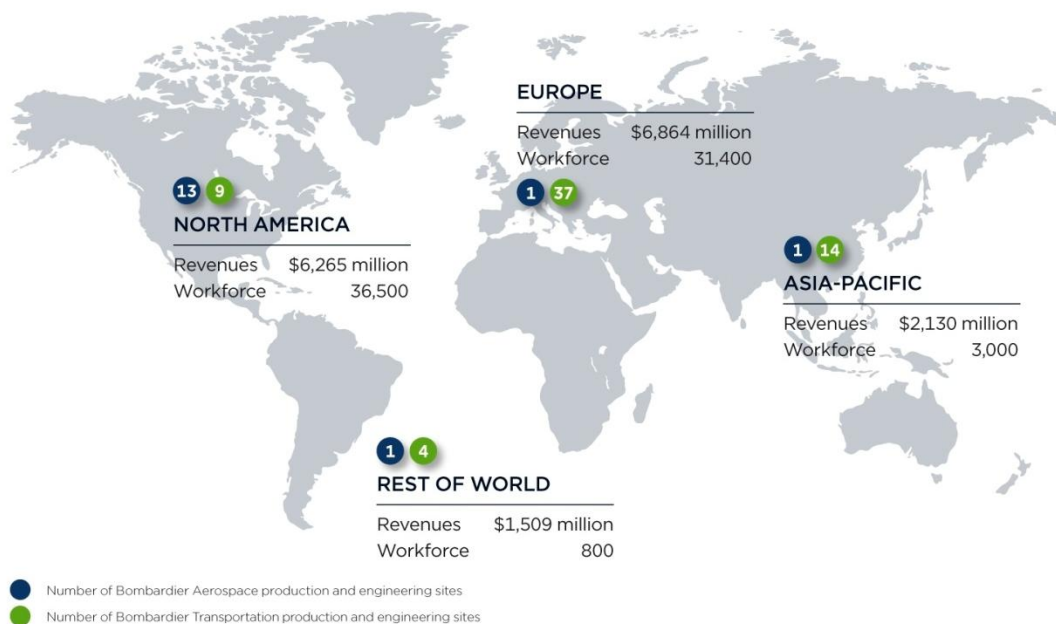 EUROPE
Revenues $6,864 million
Workforce 31,400
1 37
13 9
NORTH AMERICA
Revenues $6,265 million
Workforce 36,500
1 14
ASIA-PACIFIC
Revenues $2,130 million
Workforce 3,000
1 4
REST OF WORLD
Revenues $1,509 million
Workforce 800
Number of Bombardier Aerospace production and engineering sites
Number of Bombardier Transportation production and engineering sites